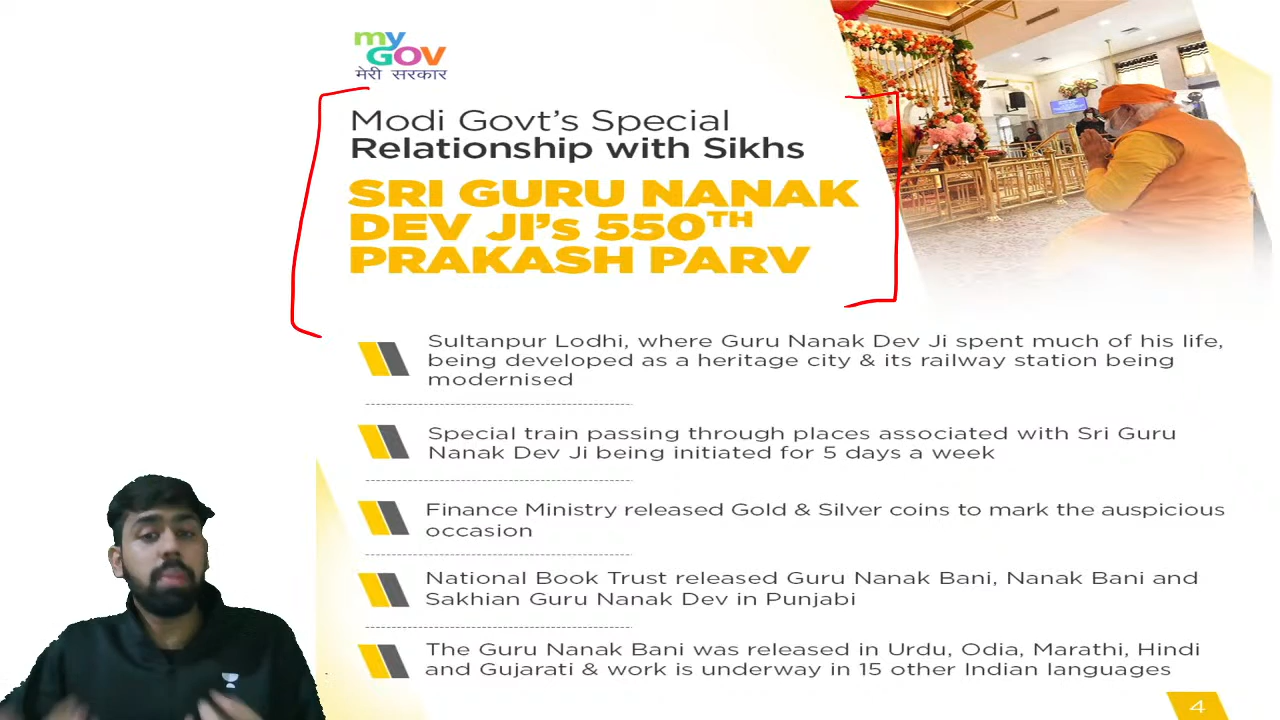 my
GOV
मेरी सरकार
Modi Govt's Special
Relationship with Sikhs
SRI GURU NANAK
DEV JI's 550TH
PRAKASH PARV
Sultanpur Lodhi, where Guru Nanak Dev Ji spent much of his life,
being developed as a heritage city & its railway station being
modernised
Special train passing through places associated with Sri Guru
Nanak Dev Ji being initiated for 5 days a week
Finance Ministry released Gold & Silver coins to mark the auspicious
occasion
National Book Trust released Guru Nanak Bani, Nanak Bani and
Sakhian Guru Nanak Dev in Punjabi
The Guru Nanak Bani was released in Urdu, Odia, Marathi, Hindi
and Gujarati & work is underway in 15 other Indian languages
4